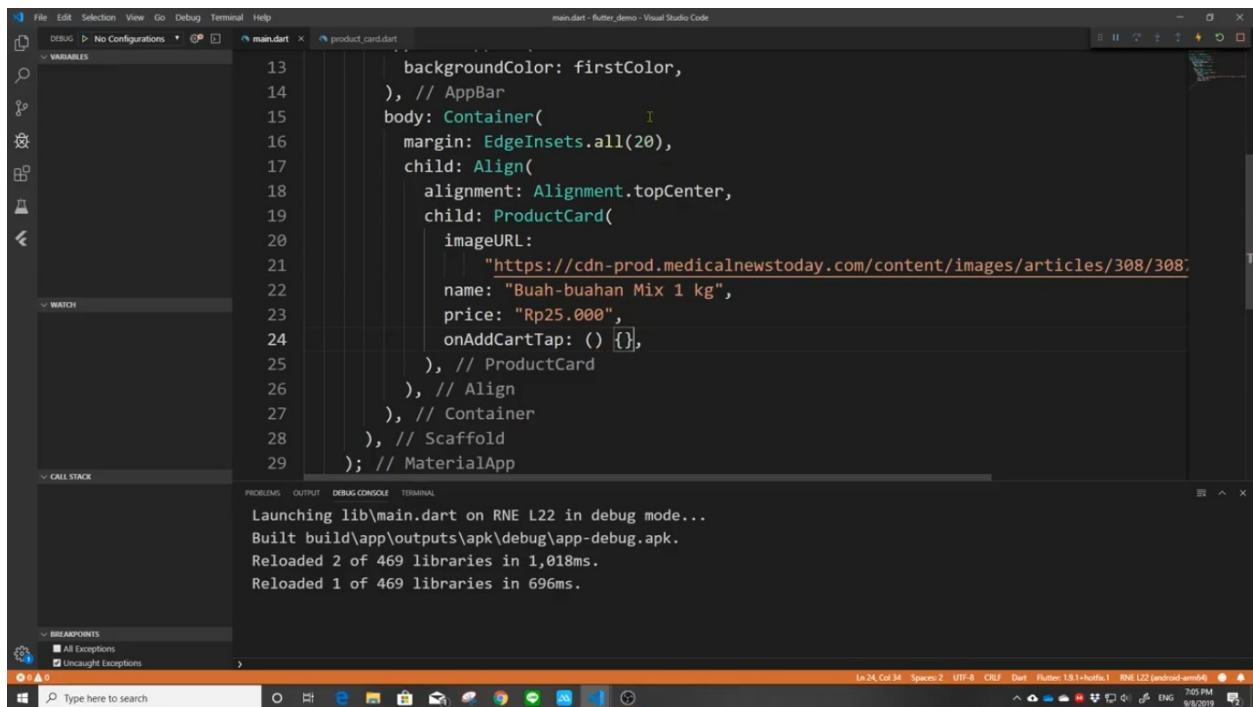 File Edit Selection View Go Debug Terminal Help
main.dart - flutter_demo - Visual Studio Code
DEBUG No Configurations
main.dart × product_card.dart
VARIABLES
13 backgroundColor: firstColor,
14 ), // AppBar
15 body: Container(
16 margin: EdgeInsets.all(20),
17 child: Align(
18 alignment: Alignment.topCenter,
19 child: ProductCard(
20 imageURL:
21 "https://cdn-prod.medicalnewstoday.com/content/images/articles/308/308
22 name: "Buah-buahan Mix 1 kg",
23 price: "Rp25.000",
24 onAddCartTap: () {},
25 ), // ProductCard
26 ), // Align
27 ), // Container
28 ), // Scaffold
29 ); // MaterialApp
WATCH
CALL STACK
PROBLEMS OUTPUT DEBUG CONSOLE TERMINAL
Launching lib\main.dart on RNE L22 in debug mode...
Built build\app\outputs\apk\debug\app-debug.apk.
Reloaded 2 of 469 libraries in 1,018ms.
Reloaded 1 of 469 libraries in 696ms.
BREAKPOINTS
All Exceptions
Uncaught Exceptions
0 0
Ln 24, Col 34 Spaces: 2 UTF-8 CRLF Dart Flutter: 1.9.1+hotfix.1 RNE L22 (android-arm64)
Type here to search
ENG
7:05 PM
9/8/2019